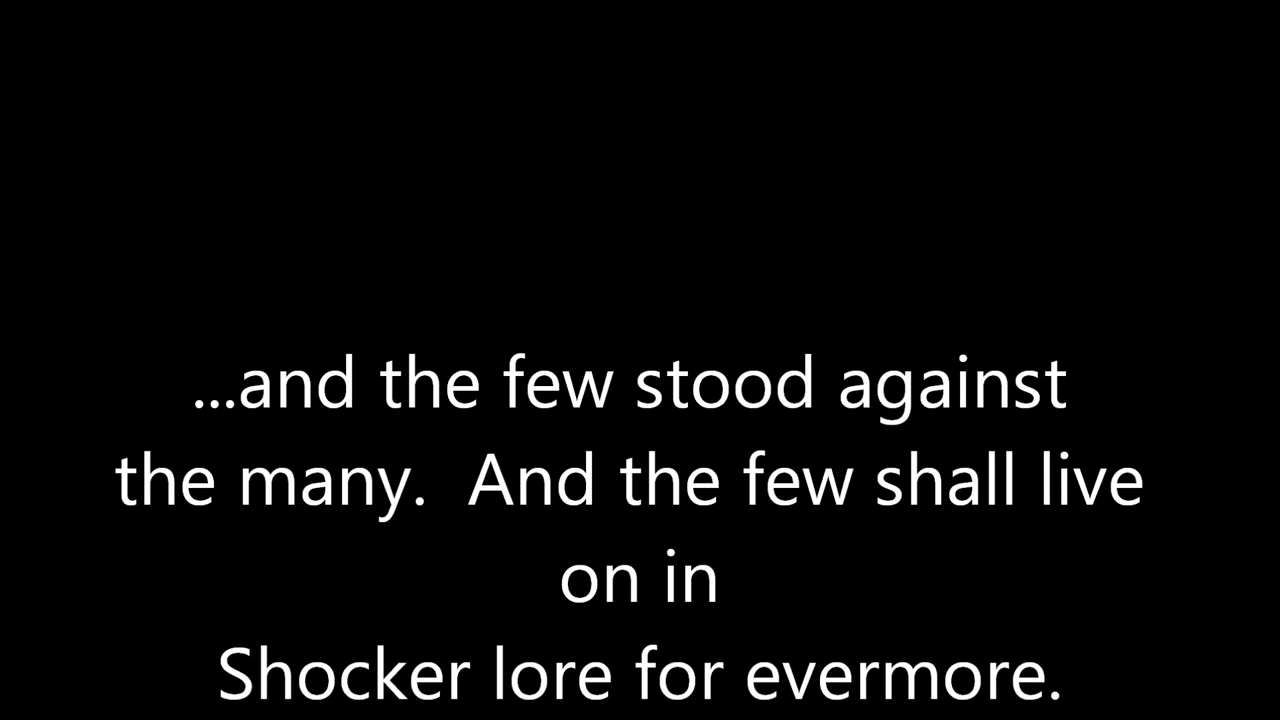 ...and the few stood against
the many.  And the few shall live
on in
Shocker lore for evermore.